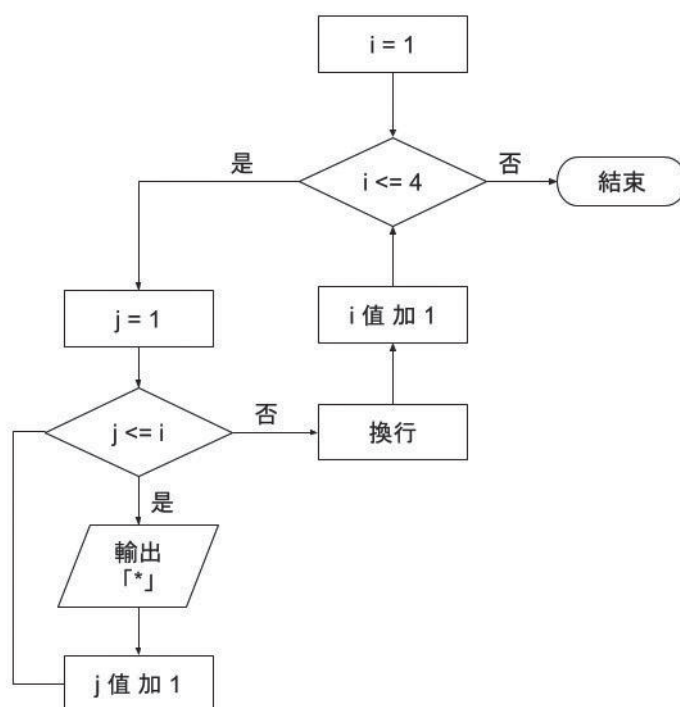 i = 1
是
i <= 4
否
結束
j = 1
i 值 加 1
j <= i
否
換行
是
輸出
「*」
j 值 加 1